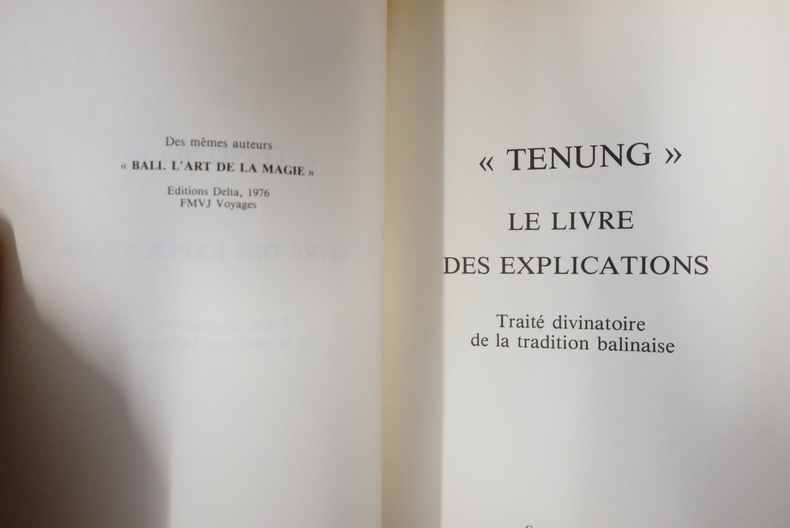 Des mêmes auteurs
« BALI. L'ART DE LA MAGIE »
Editions Delta, 1976
FMVJ Voyages
« TENUNG »
LE LIVRE
DES EXPLICATIONS
Traité divinatoire
de la tradition balinaise